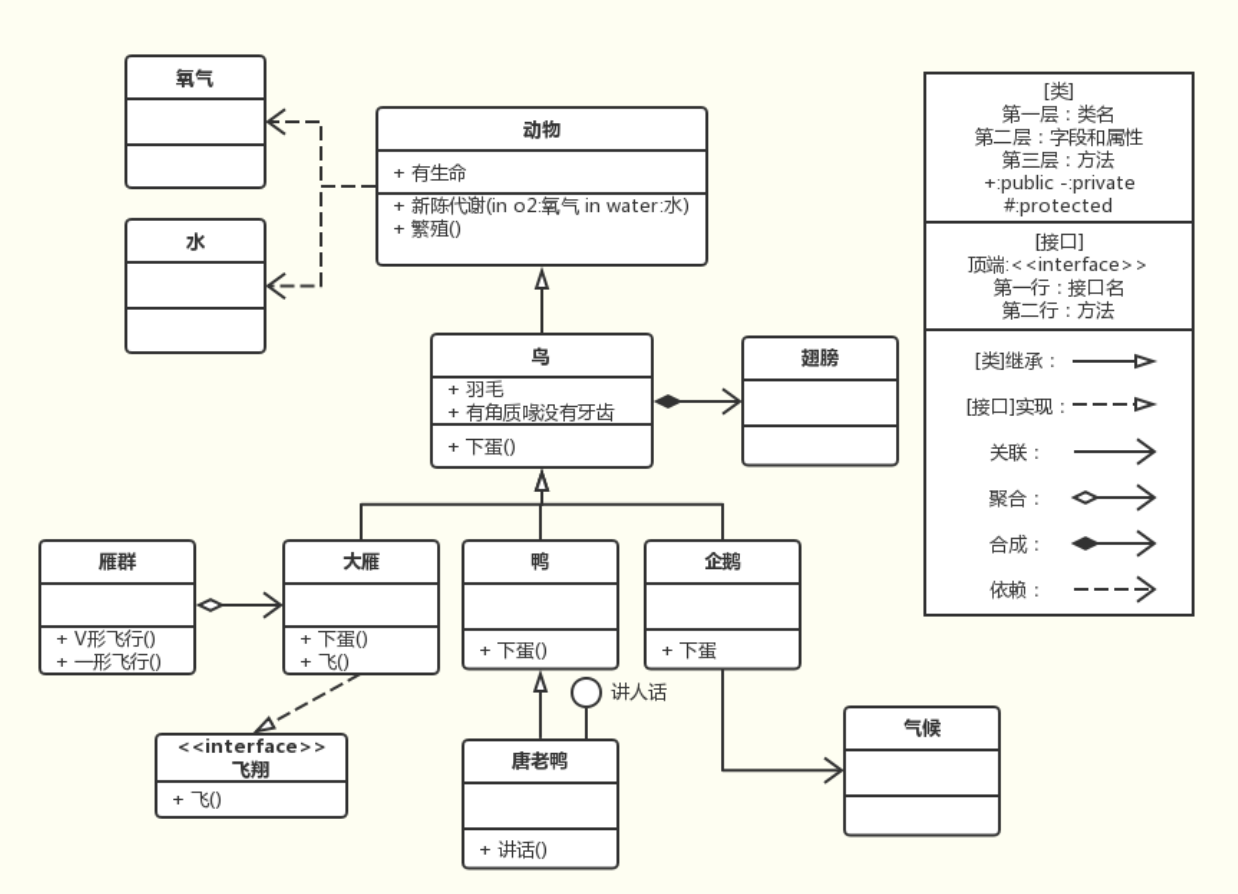 氧气
水
动物
+ 有生命
+ 新陈代谢(in o2:氧气 in water:水)
+ 繁殖()
鸟
+ 羽毛
+ 有角质喙没有牙齿
+ 下蛋()
翅膀
雁群
+ V形飞行()
+ 一形飞行()
大雁
+ 下蛋()
+ 飞()
鸭
+ 下蛋()
企鹅
+ 下蛋
<<interface>>
飞翔
+ 飞()
讲人话
唐老鸭
+ 讲话()
气候
[类]
第一层：类名
第二层：字段和属性
第三层：方法
+:public -:private
#:protected
[接口]
顶端:<<interface>>
第一行：接口名
第二行：方法
[类]继承：
[接口]实现：
关联：
聚合：
合成：
依赖：